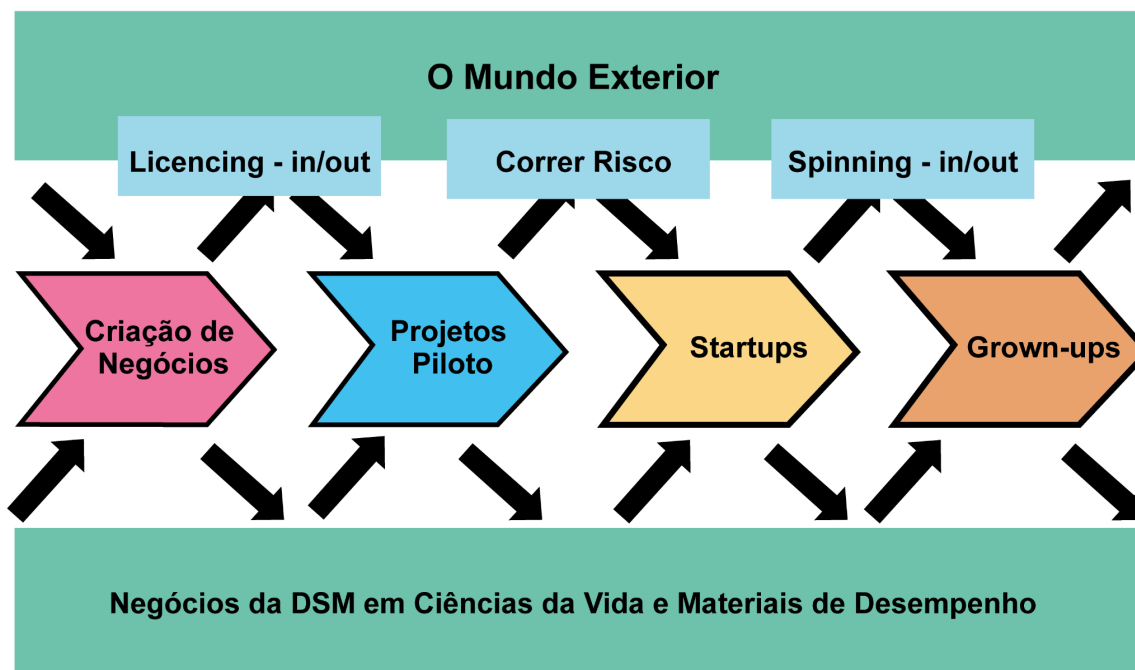 O Mundo Exterior
Licencing - in/out
Correr Risco
Spinning - in/out
Criação de
Negócios
Projetos
Piloto
Startups
Grown-ups
Negócios da DSM em Ciências da Vida e Materiais de Desempenho